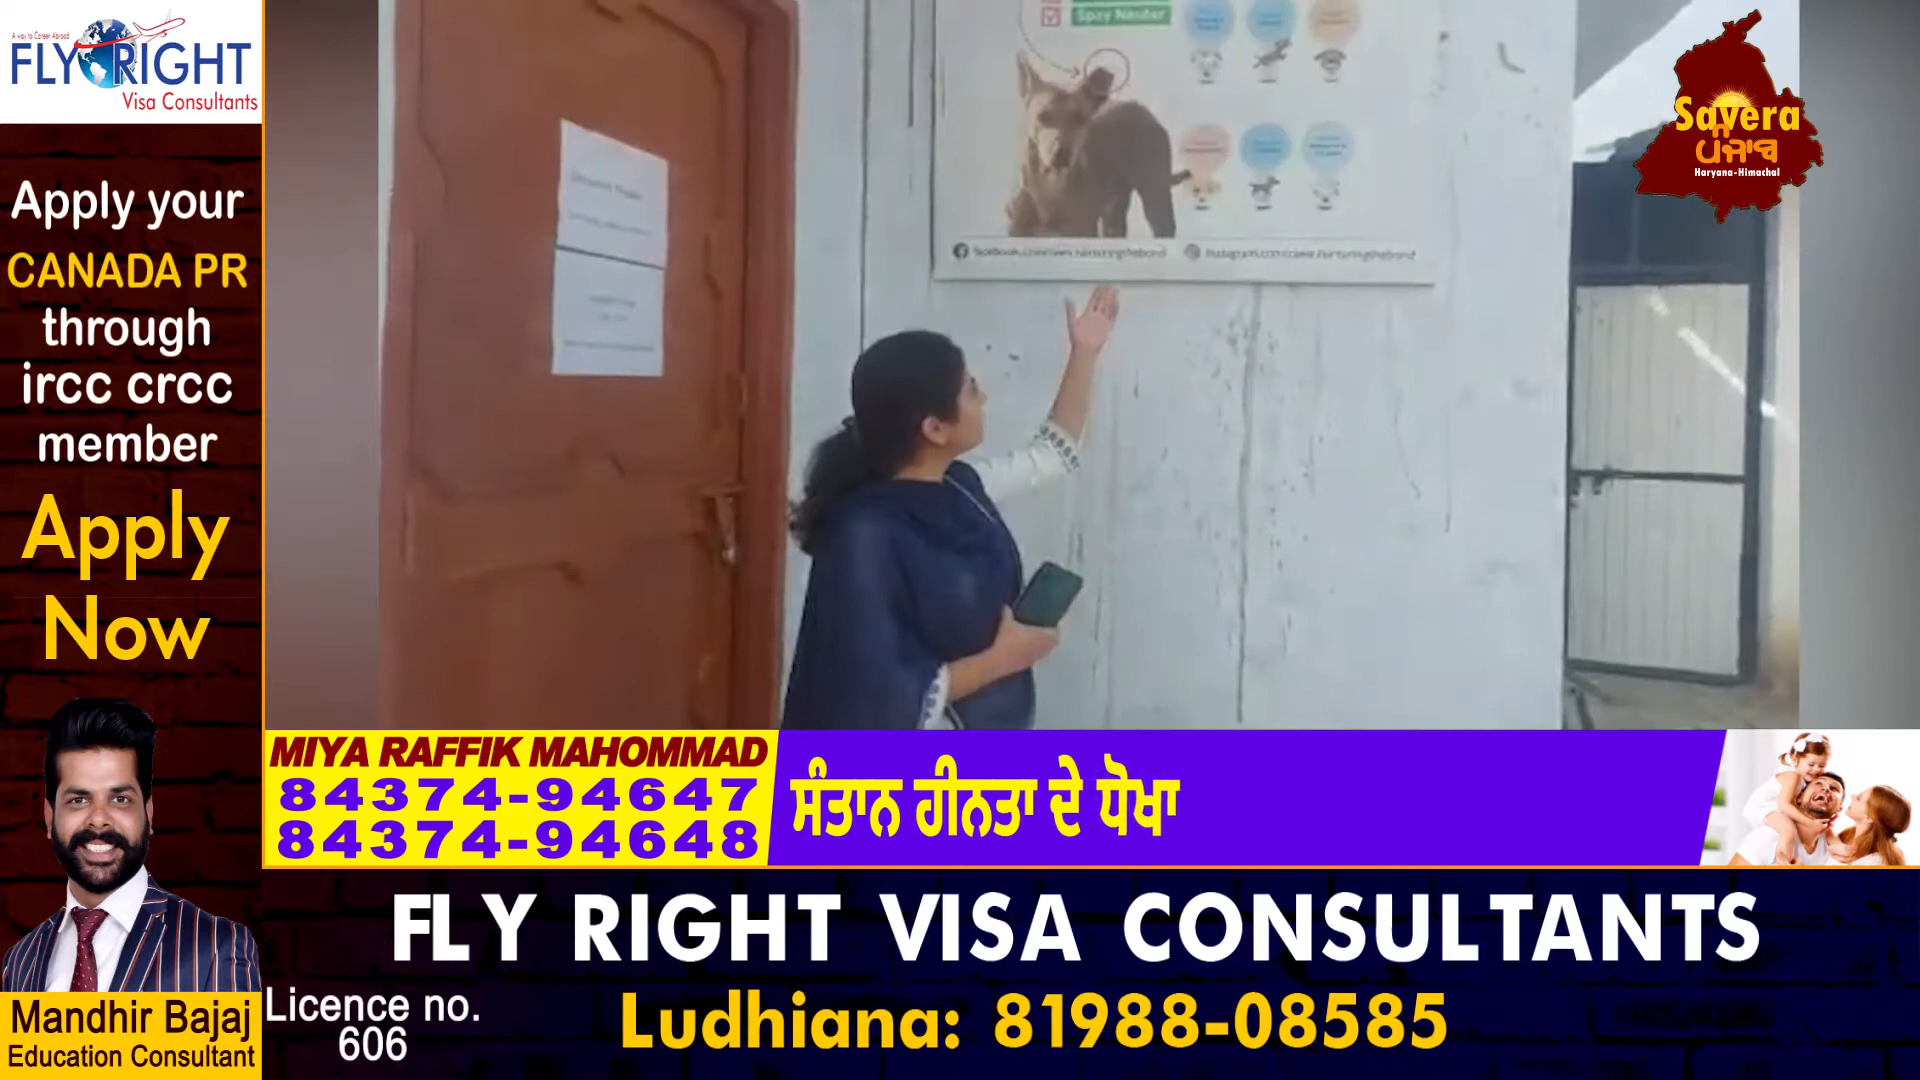 A way to Career Abroad
FLY RIGHT
Visa Consultants
Apply your
CANADA PR
through
ircc crcc
member
Apply
Now
Mandhir Bajaj
Education Consultant
Spay Neuter
Savera
ਪੰਜਾਬ
Haryana-Himachal
MIYA RAFFIK MAHOMMAD
84374-94647
84374-94648
ਸੰਤਾਨ ਹੀਨਤਾ ਦੇ ਧੋਖਾ
FLY RIGHT VISA CONSULTANTS
Licence no.
606
Ludhiana: 81988-08585